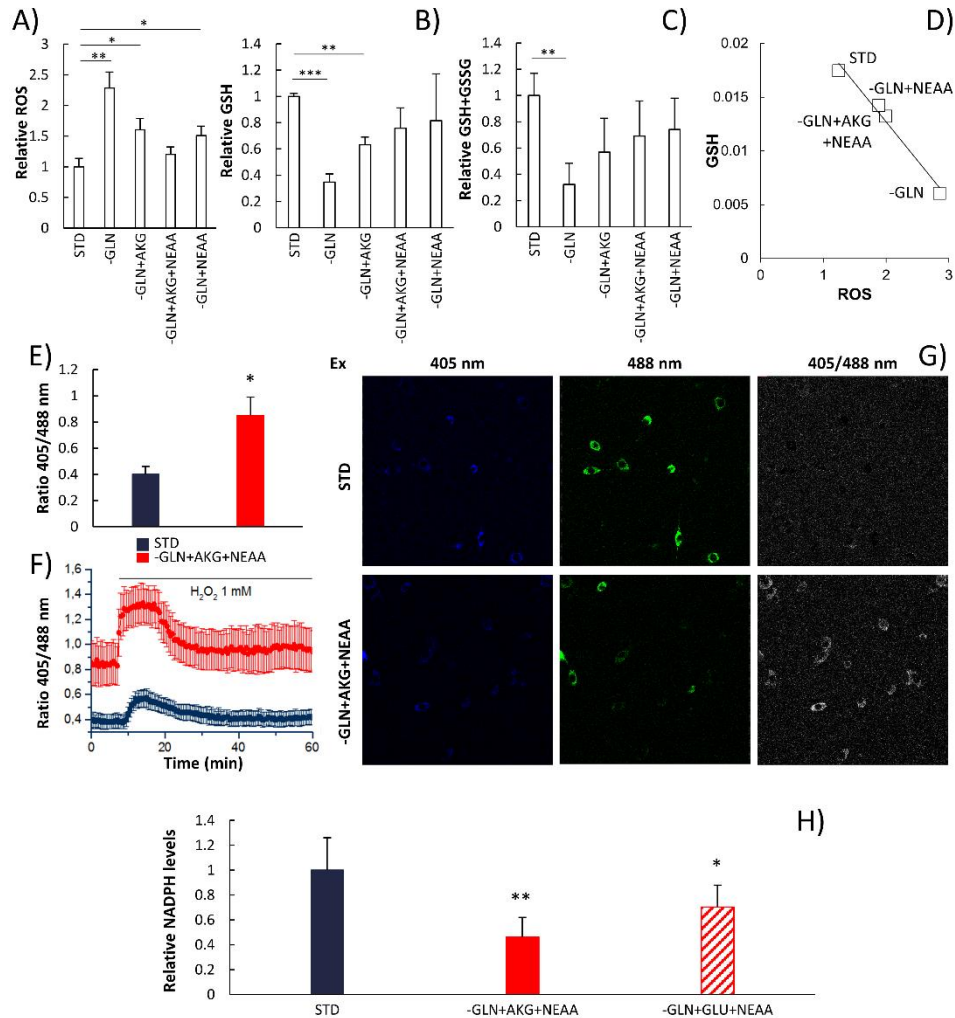 A)
B)
C)
D)
*
*
**
Relative ROS
3
2.5
2
1.5
1
0.5
0
STD
-GLN
-GLN+AKG
-GLN+AKG+NEAA
-GLN+NEAA
**
***
Relative GSH
1.4
1.2
1
0.8
0.6
0.4
0.2
0
STD
-GLN
-GLN+AKG
-GLN+AKG+NEAA
-GLN+NEAA
**
Relative GSH+GSSG
1.4
1.2
1
0.8
0.6
0.4
0.2
0
STD
-GLN
-GLN+AKG
-GLN+AKG+NEAA
-GLN+NEAA
GSH
0.02
0.015
0.01
0.005
0
0
1
2
3
ROS
STD
-GLN+NEAA
-GLN+AKG
+NEAA
-GLN
E)
Ratio 405/488 nm
1.2
1
0.8
0.6
0.4
0.2
0
*
STD
-GLN+AKG+NEAA
F)
Ratio 405/488 nm
1,6
1,4
1,2
1,0
0,8
0,6
0,4
H2O2 1 mM
0
20
40
60
Time (min)
G)
Ex
405 nm
488 nm
405/488 nm
STD
-GLN+AKG+NEAA
H)
Relative NADPH levels
1.4
1.2
1
0.8
0.6
0.4
0.2
0
**
*
STD
-GLN+AKG+NEAA
-GLN+GLU+NEAA